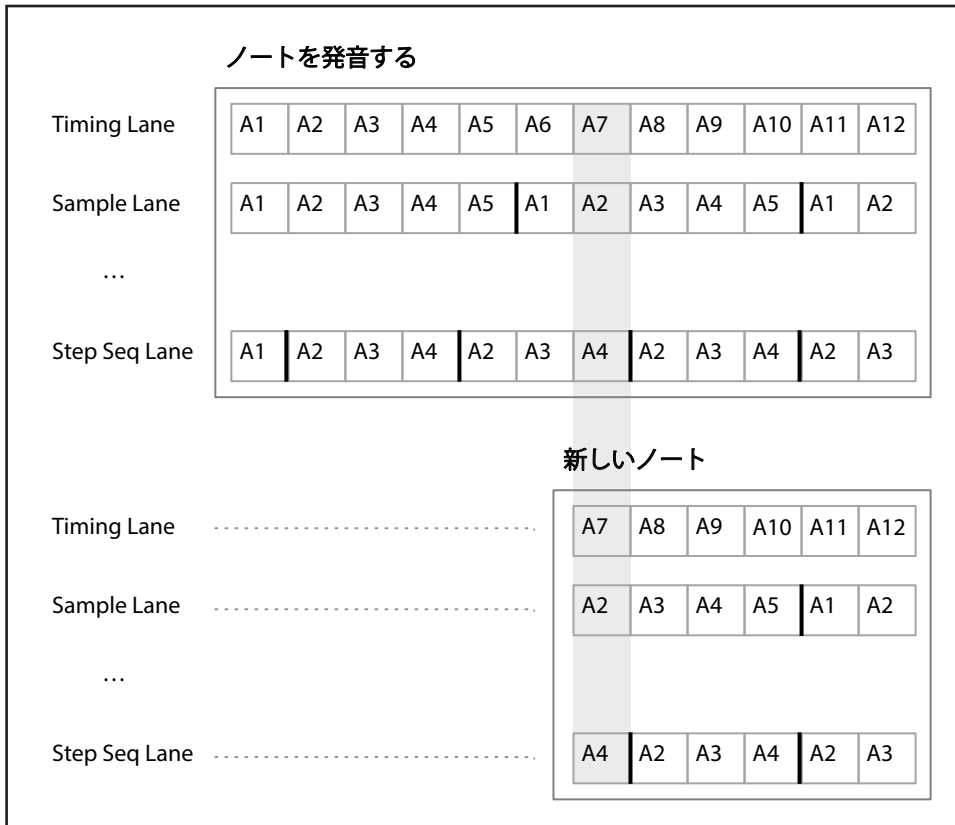 ノートを発音する
Timing Lane A1 A2 A3 A4 A5 A6 A7 A8 A9 A10 A11 A12
Sample Lane A1 A2 A3 A4 A5 A1 A2 A3 A4 A5 A1 A2
...
Step Seq Lane A1 A2 A3 A4 A2 A3 A4 A2 A3 A4 A2 A3
新しいノート
Timing Lane A7 A8 A9 A10 A11 A12
Sample Lane A2 A3 A4 A5 A1 A2
...
Step Seq Lane A4 A2 A3 A4 A2 A3